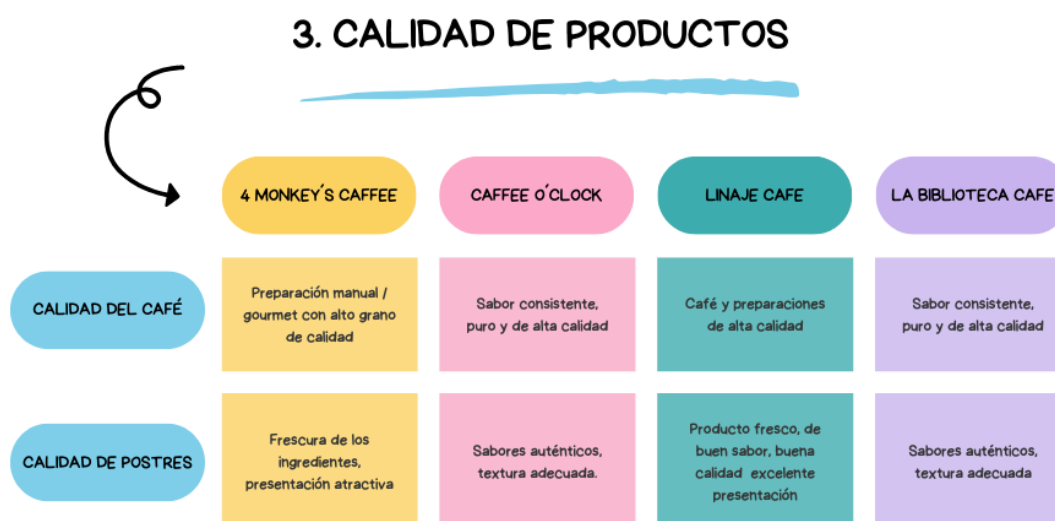 3. CALIDAD DE PRODUCTOS
4 MONKEY´S CAFFEE
CAFFEE O´CLOCK
LINAJE CAFE
LA BIBLIOTECA CAFE
CALIDAD DEL CAFÉ
Preparación manual /
gourmet con alto grano
de calidad
Sabor consistente,
puro y de alta calidad
Café y preparaciones
de alta calidad
Sabor consistente,
puro y de alta calidad
CALIDAD DE POSTRES
Frescura de los
ingredientes,
presentación atractiva
Sabores auténticos,
textura adecuada.
Producto fresco, de
buen sabor, buena
calidad excelente
presentación
Sabores auténticos,
textura adecuada